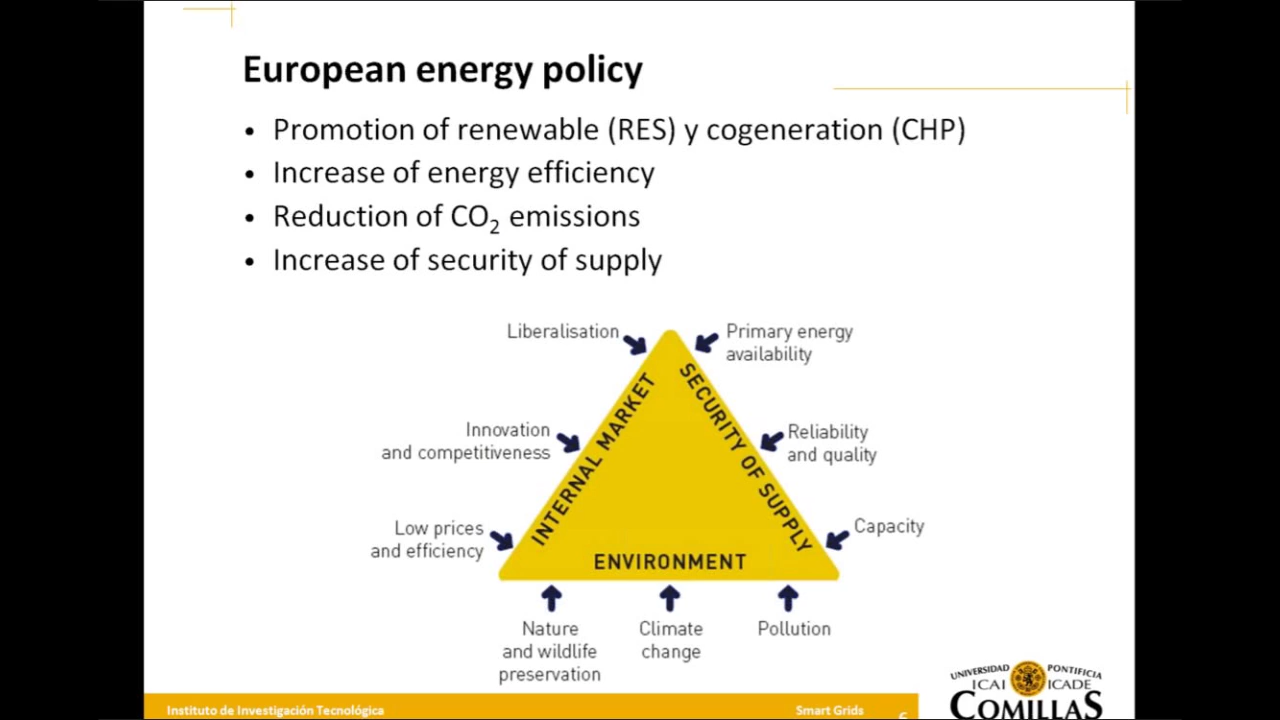 European energy policy
• Promotion of renewable (RES) y cogeneration (CHP)
• Increase of energy efficiency
• Reduction of CO₂ emissions
• Increase of security of supply
Liberalisation
Primary energy
availability
Innovation
and competitiveness
Reliability
and quality
Low prices
and efficiency
Capacity
INTERNAL MARKET
SECURITY OF SUPPLY
ENVIRONMENT
Nature
and wildlife
preservation
Climate
change
Pollution
UNIVERSIDAD PONTIFICIA
ICAI ICADE
COMILLAS
Instituto de Investigación Tecnológica
Smart Grids
6